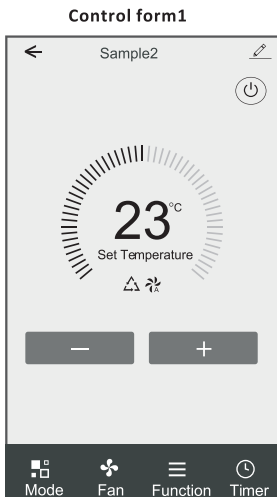 Control form1
Sample2
23°C
Set Temperature
A
− +
Mode Fan Function Timer